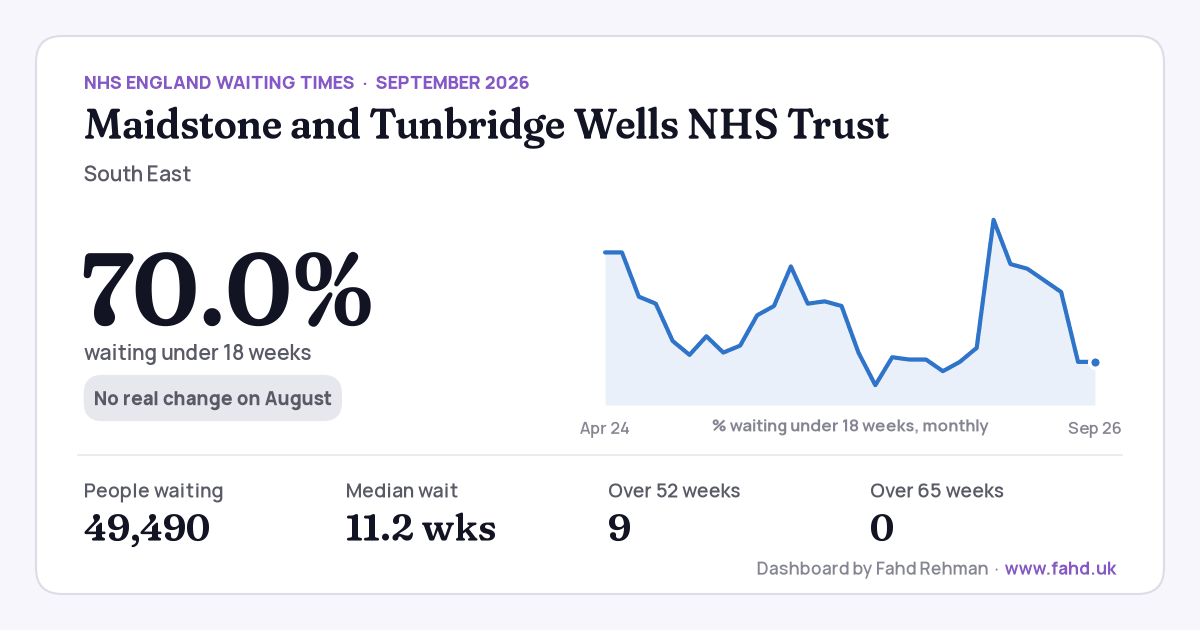 NHS ENGLAND WAITING TIMES · SEPTEMBER 2026
Maidstone and Tunbridge Wells NHS Trust
South East
70.0%
waiting under 18 weeks
No real change on August
Apr 24
% waiting under 18 weeks, monthly
Sep 26
People waiting
49,490
Median wait
11.2 wks
Over 52 weeks
9
Over 65 weeks
0
Dashboard by Fahd Rehman · www.fahd.uk